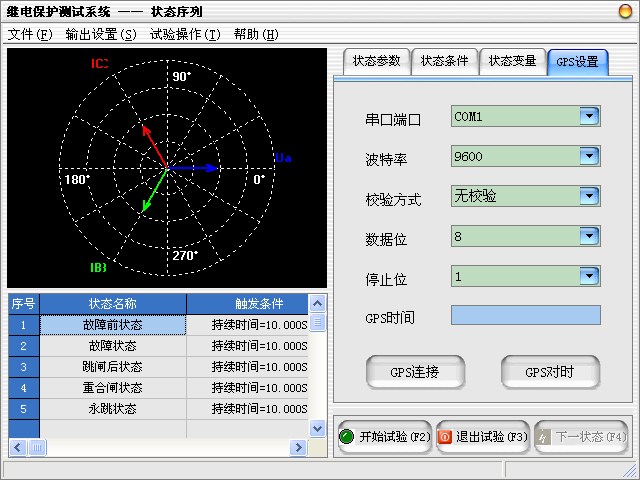 继电保护测试系统 —— 状态序列
文件(F) 输出设置(S) 试验操作(T) 帮助(H)
90°
180°
0°
270°
状态参数 状态条件 状态变量 GPS设置
串口端口 COM1
波特率 9600
校验方式 无校验
数据位 8
停止位 1
GPS时间
GPS连接 GPS对时
序号 状态名称 触发条件
1 故障前状态 持续时间=10.000S
2 故障状态 持续时间=10.000S
3 跳闸后状态 持续时间=10.000S
4 重合闸状态 持续时间=10.000S
5 永跳状态 持续时间=10.000S
开始试验(F2) 退出试验(F3) 下一状态(F4)